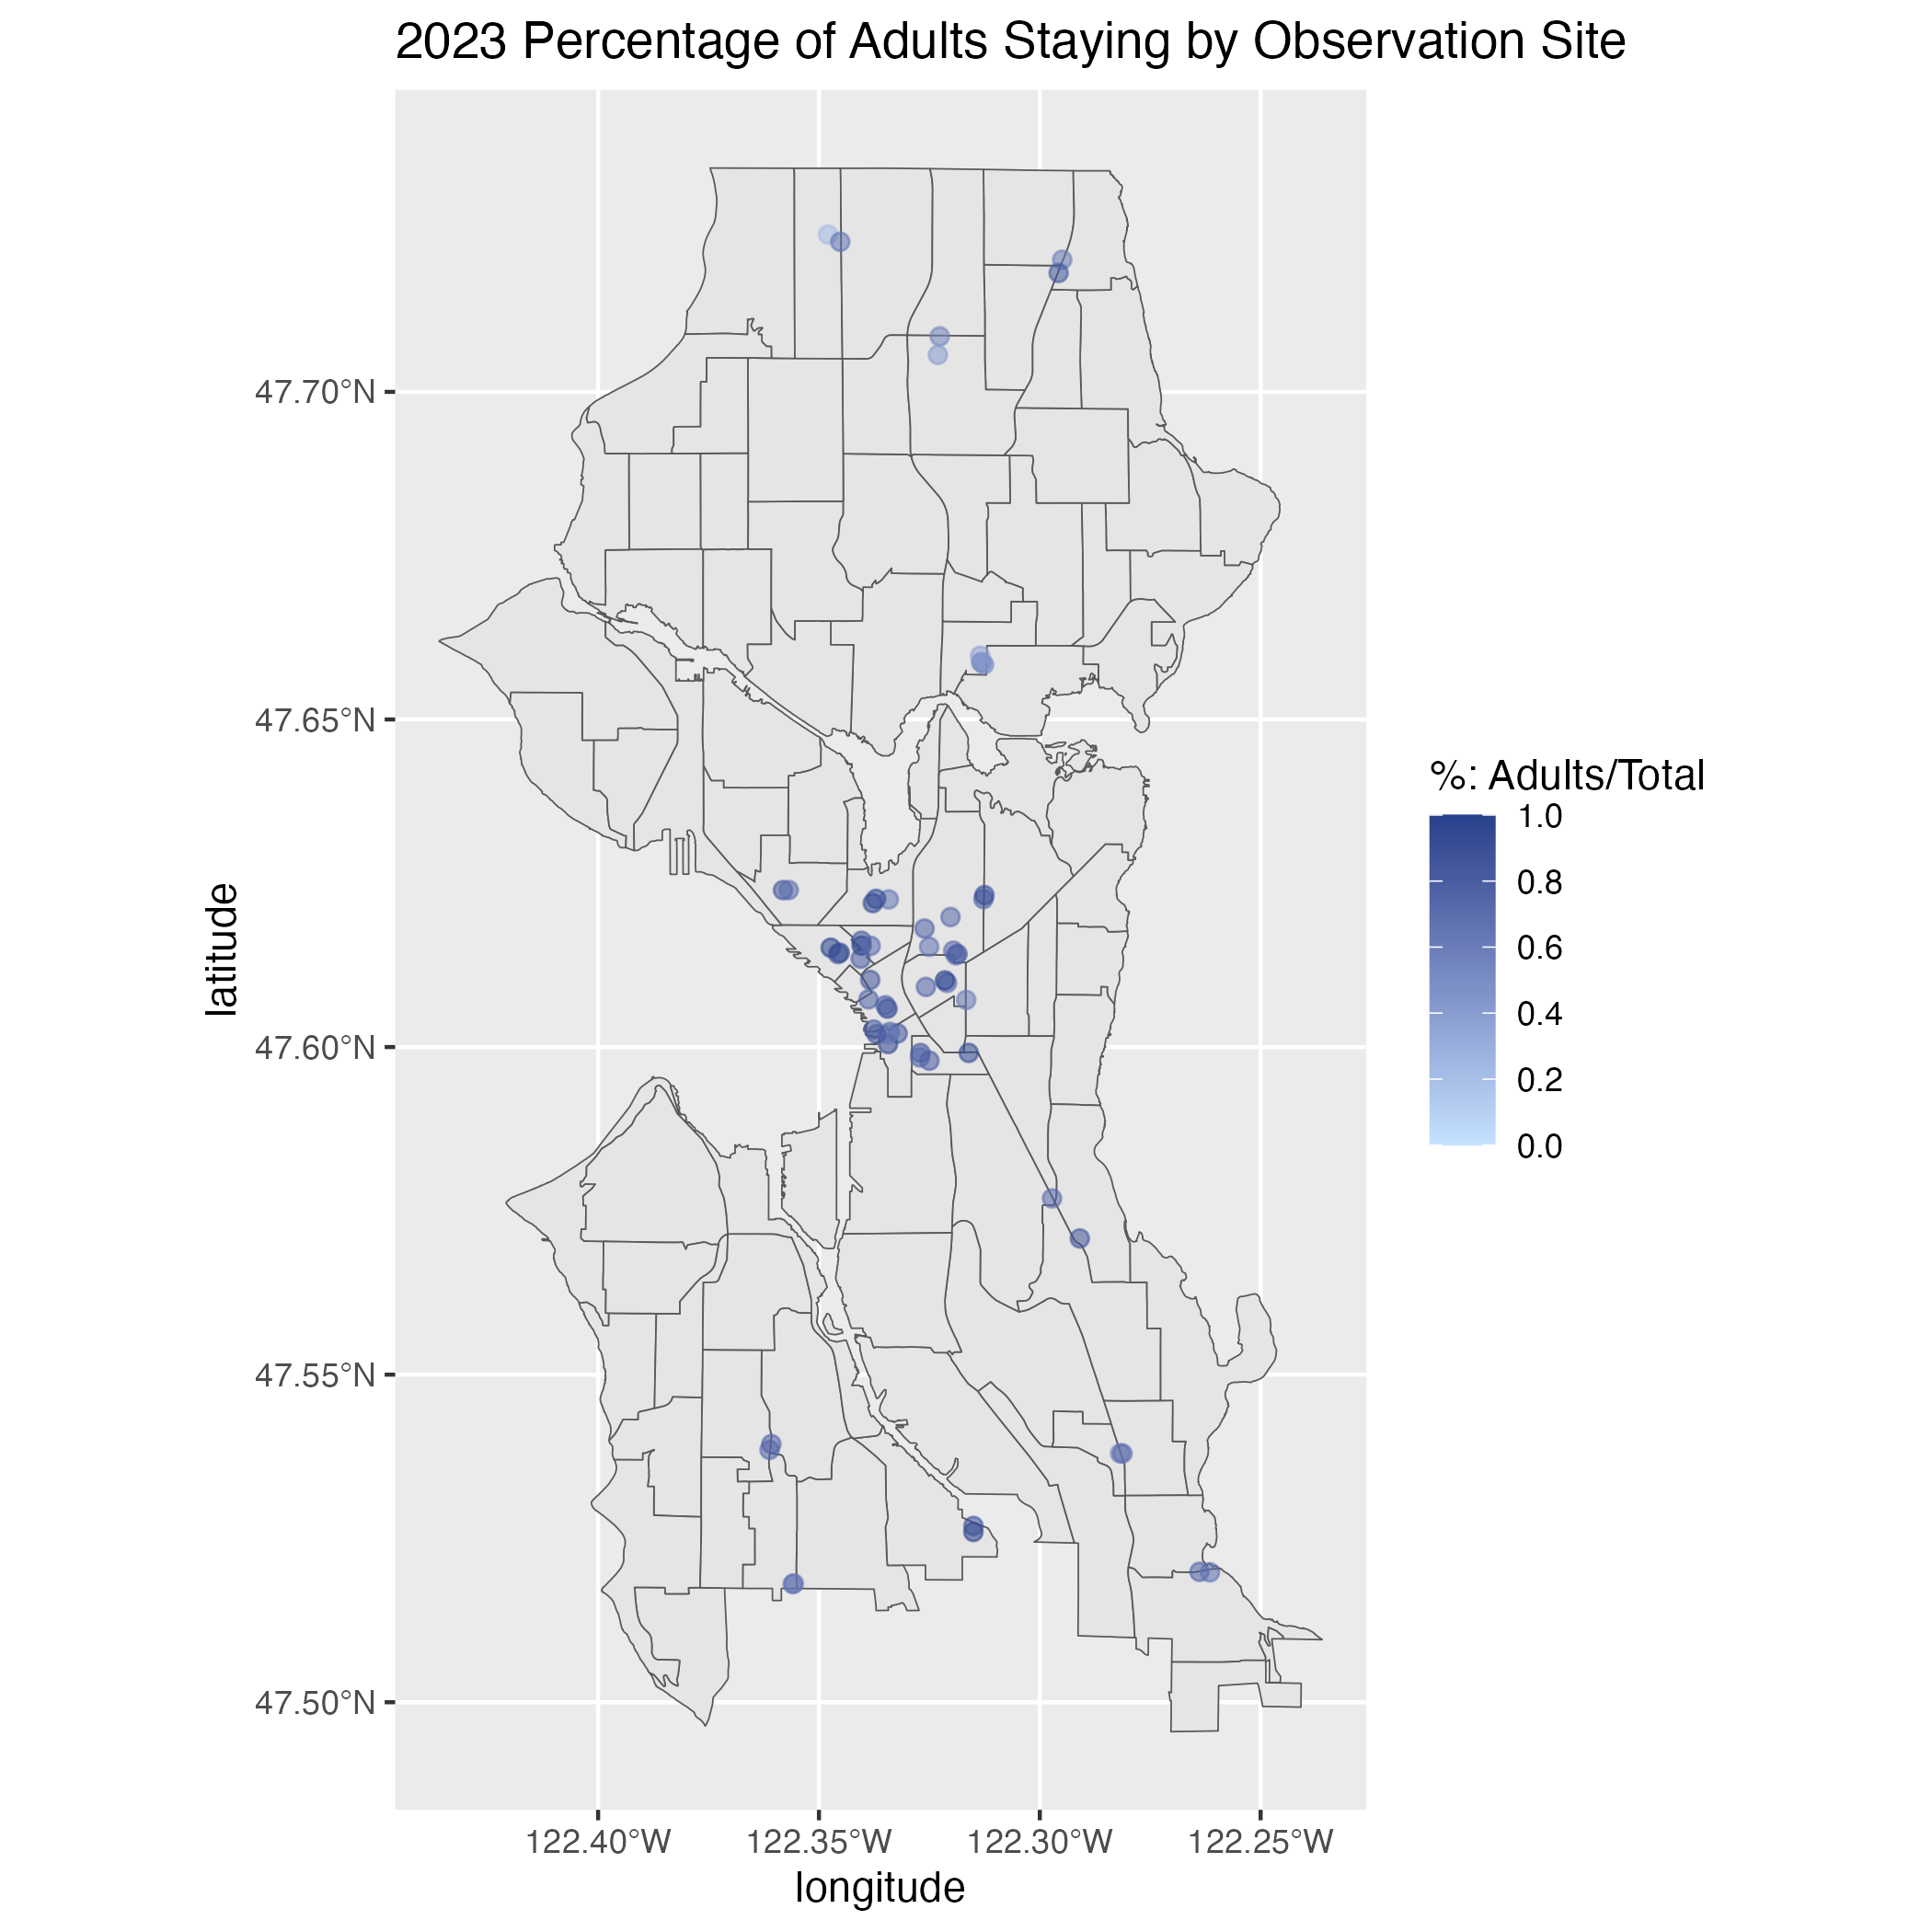 2023 Percentage of Adults Staying by Observation Site
47.70°N
47.65°N
47.60°N
47.55°N
47.50°N
latitude
122.40°W
122.35°W
122.30°W
122.25°W
longitude
%: Adults/Total
1.0
0.8
0.6
0.4
0.2
0.0